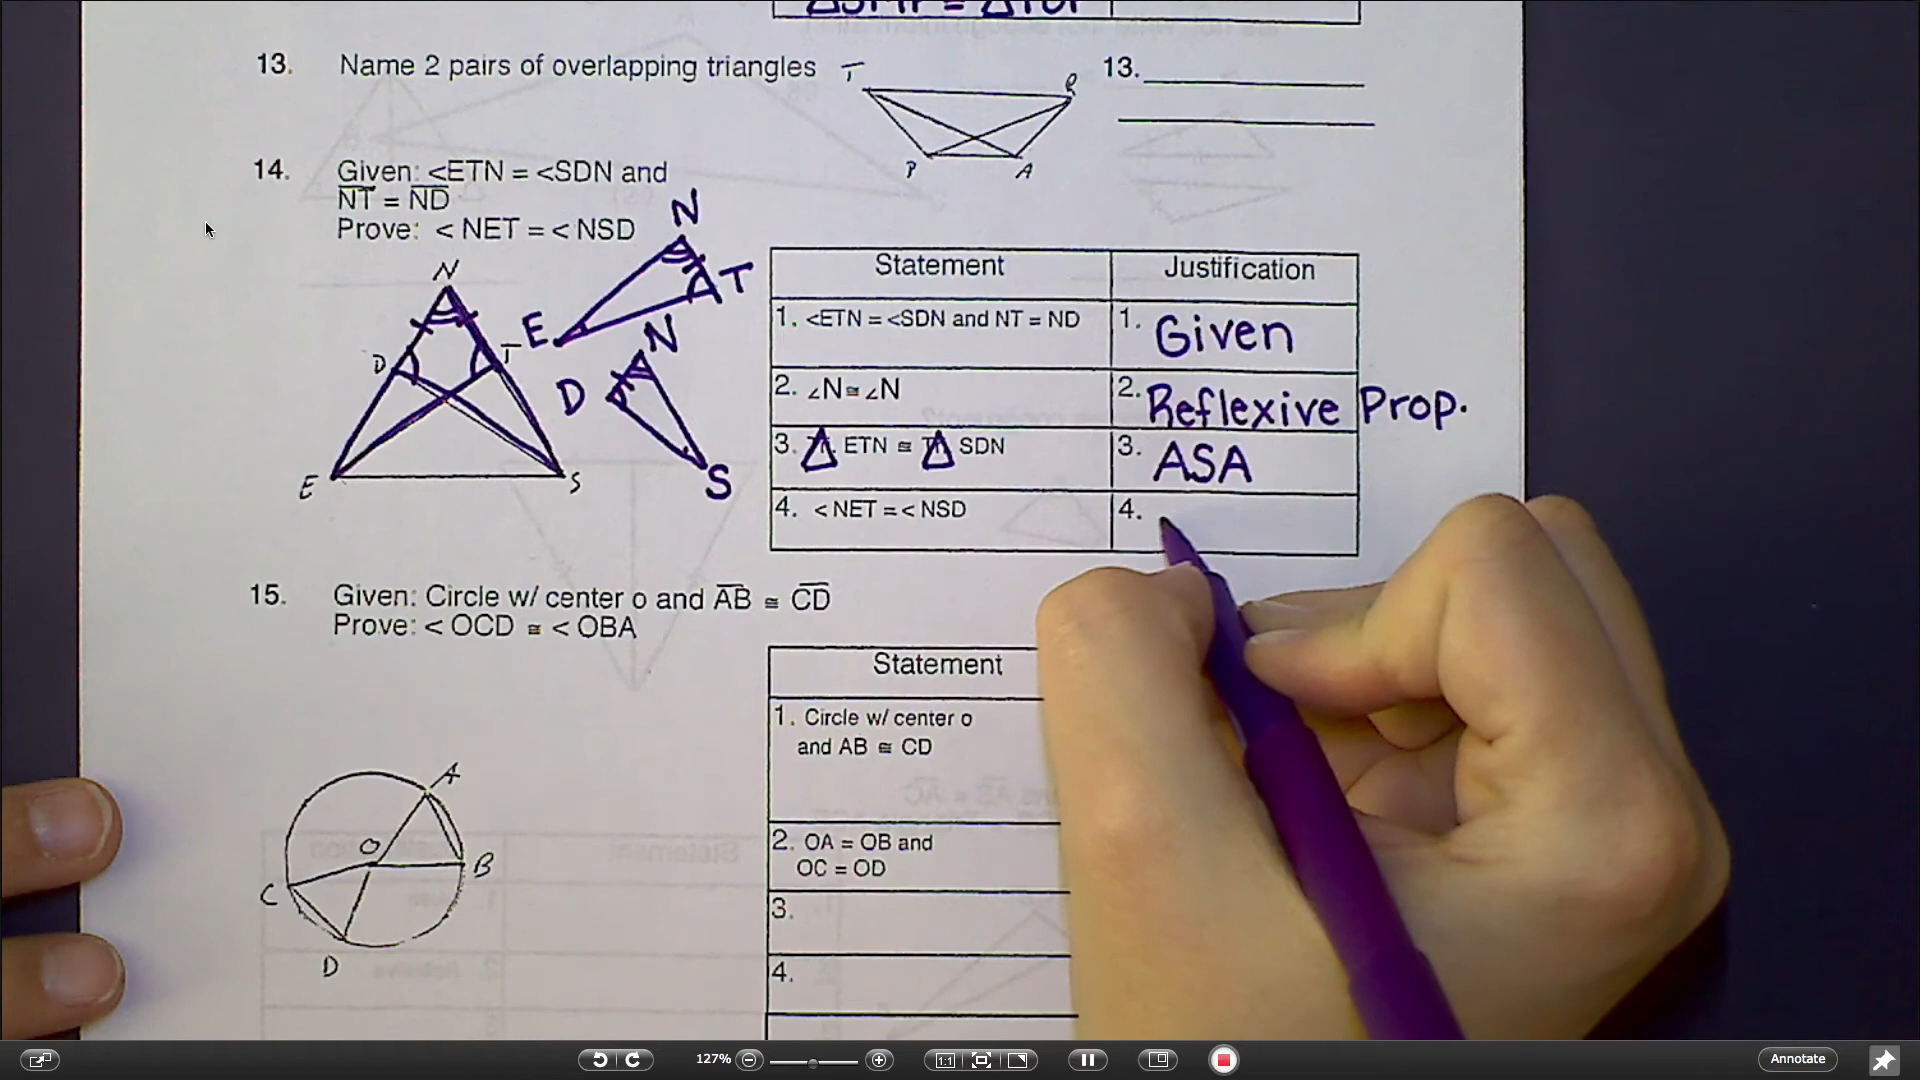 13. Name 2 pairs of overlapping triangles
T
R
P
A
13.
14. Given: <ETN = <SDN and
NT = ND
Prove: < NET = < NSD
N
D
T
E
S
N
T
E
N
D
S
Statement
Justification
1. <ETN = <SDN and NT = ND
1. Given
2. ∠N≅∠N
2. Reflexive Prop.
3. △ ETN ≅ △ SDN
3. ASA
4. < NET = < NSD
4.
15. Given: Circle w/ center o and AB ≅ CD
Prove: < OCD ≅ < OBA
A
O
B
C
D
Statement
1. Circle w/ center o
and AB ≅ CD
2. OA = OB and
OC = OD
3.
4.
127%
1:1
Annotate